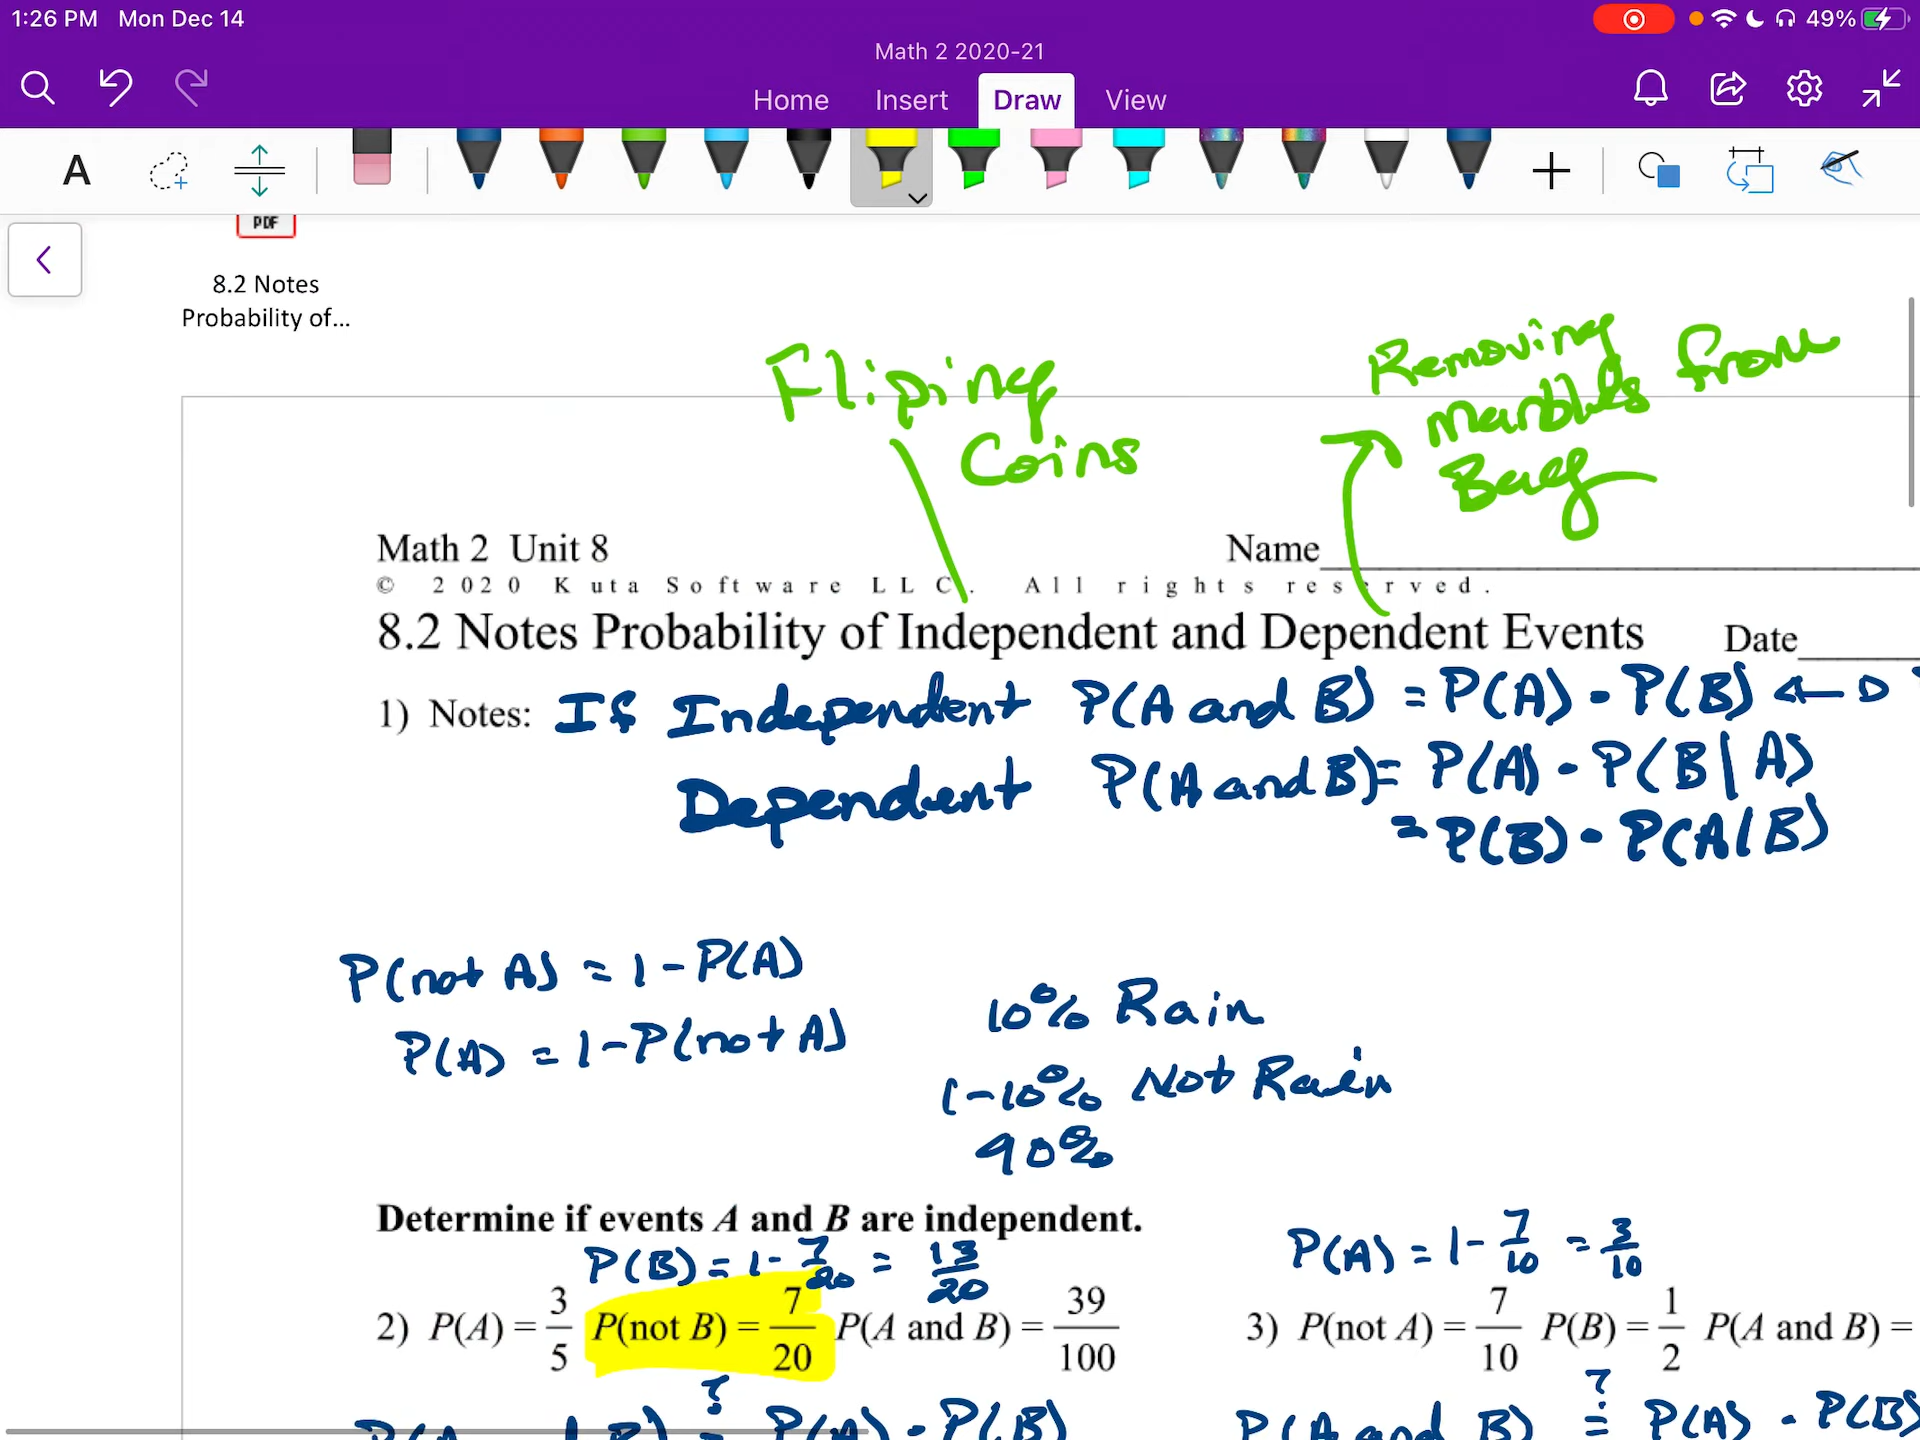 1:26 PM Mon Dec 14
49%
Math 2 2020-21
Home Insert Draw View
A
PDF
8.2 Notes
Probability of...
Fliping
Coins
Removing
Marbles from
Bag
Math 2 Unit 8
Name
© 2020 Kuta Software LLC. All rights reserved.
8.2 Notes Probability of Independent and Dependent Events Date
1) Notes: If Independent P(A and B) = P(A) · P(B)
Dependent P(A and B) = P(A) · P(B | A)
= P(B) · P(A | B)
P(not A) = 1 - P(A)
P(A) = 1 - P(not A)
10% Rain
1-10% Not Rain
90%
Determine if events A and B are independent.
P(B) = 1 - 7/20 = 13/20
P(A) = 1 - 7/10 = 3/10
2) P(A) = 3/5 P(not B) = 7/20 P(A and B) = 39/100
3) P(not A) = 7/10 P(B) = 1/2 P(A and B) =
? P(A) · P(B)
P(A and B) ?= P(A) · P(B)